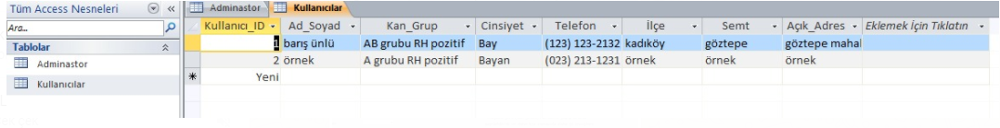 Tüm Access Nesneleri
Adminastor
Kullanıcılar
Ara...
Kullanıcı_ID Ad_Soyad Kan_Grup Cinsiyet Telefon İlçe Semt Açık_Adres Eklemek İçin Tıklatın
Tablolar
1 barış ünlü AB grubu RH pozitif Bay (123) 123-2132 kadıköy göztepe göztepe mahal
Adminastor
2 örnek A grubu RH pozitif Bayan (023) 213-1231 örnek örnek örnek
Kullanıcılar
Yeni